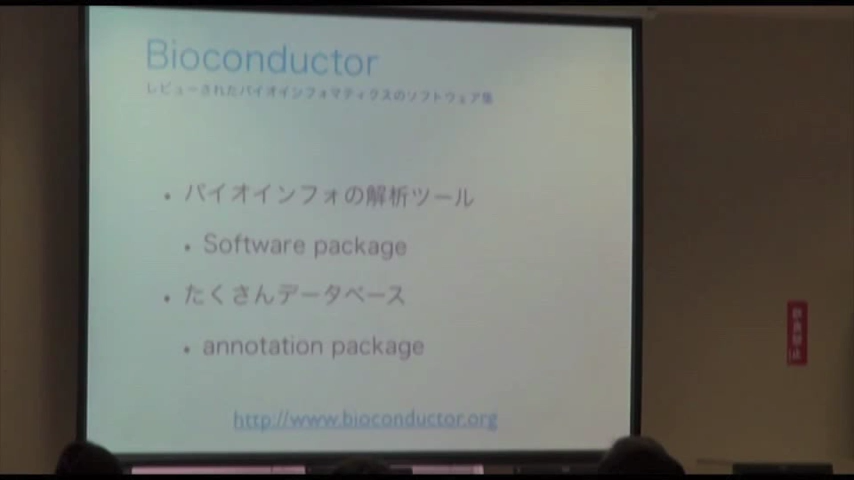 Bioconductor
レビューされたバイオインフォマティクスのソフトウェア集
• バイオインフォの解析ツール
• Software package
• たくさんデータベース
• annotation package
http://www.bioconductor.org